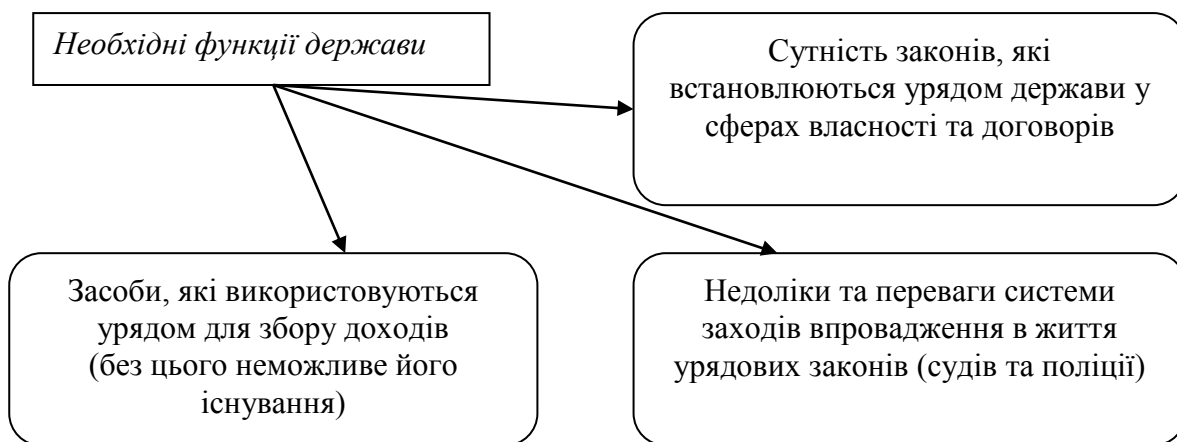 Необхідні функції держави
Сутність законів, які
встановлюються урядом держави у
сферах власності та договорів
Засоби, які використовуються
урядом для збору доходів
(без цього неможливе його
існування)
Недоліки та переваги системи
заходів впровадження в життя
урядових законів (судів та поліції)